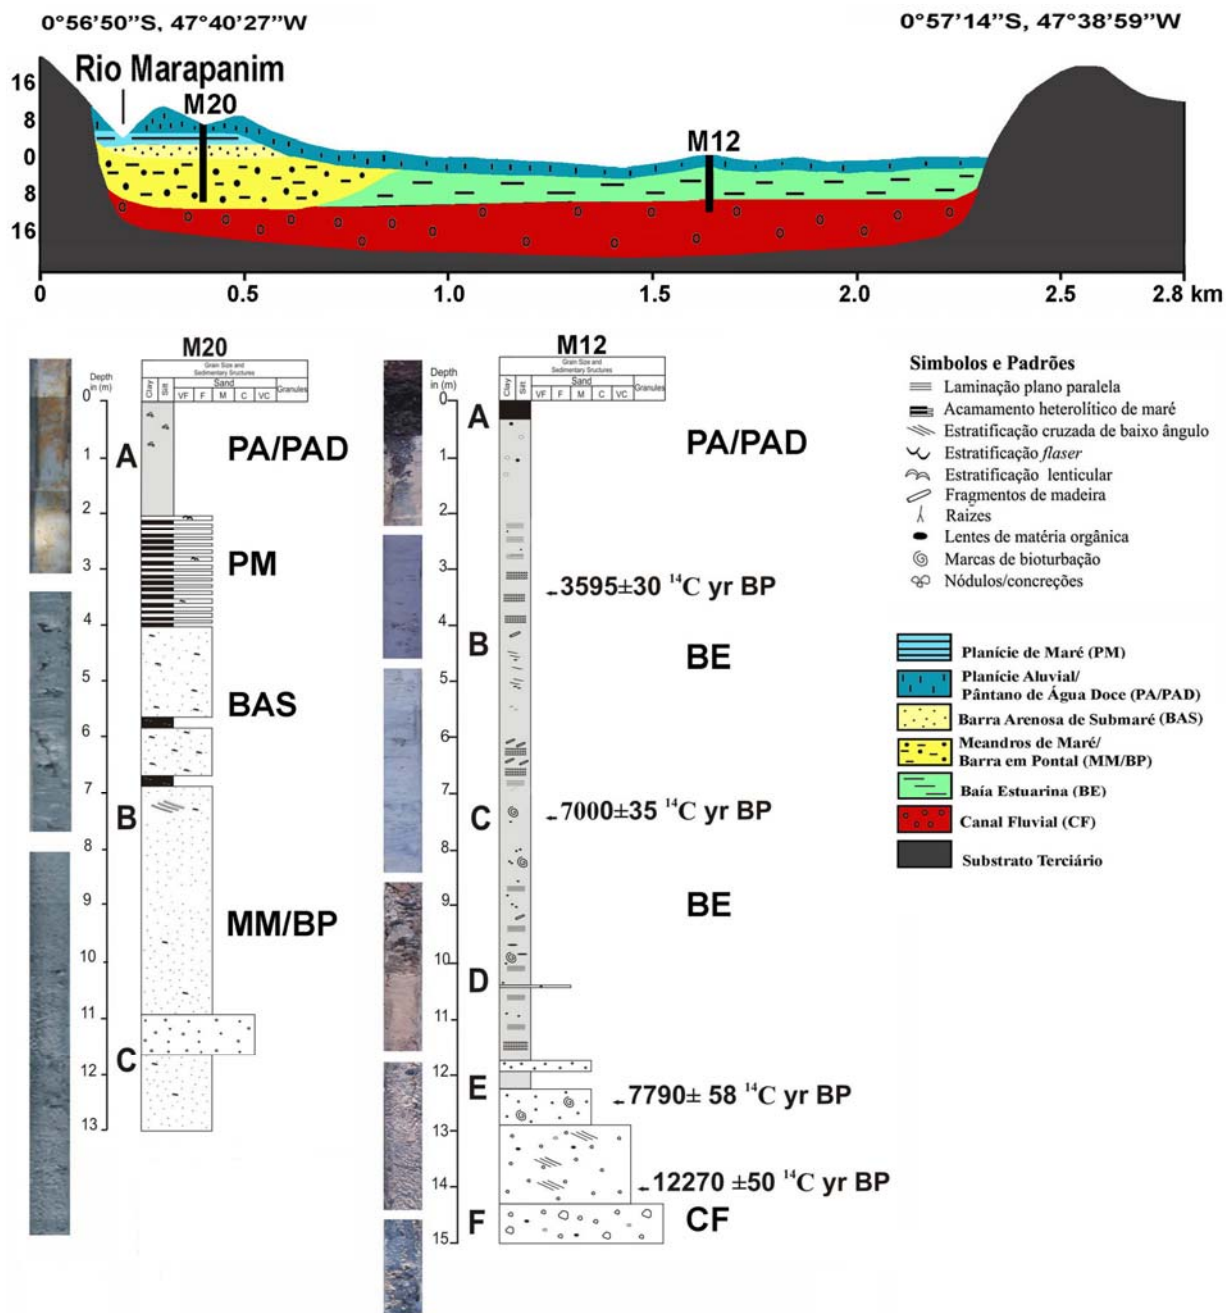 0°56'50''S, 47°40'27''W
0°57'14''S, 47°38'59''W
Rio Marapanim
M20
M12
16
8
0
8
16
0
0.5
1.0
1.5
2.0
2.5
2.8 km
M20
Depth
in (m)
Grain Size and
Sedimentary Sructures
Clay
Silt
Sand
VF
F
M
C
VC
Granules
0
1
2
3
4
5
6
7
8
9
10
11
12
13
A
B
C
PA/PAD
PM
BAS
MM/BP
M12
Depth
in (m)
Grain Size and
Sedimentary Sructures
Clay
Silt
Sand
VF
F
M
C
VC
Granules
0
1
2
3
4
5
6
7
8
9
10
11
12
13
14
15
A
B
C
D
E
F
PA/PAD
3595±30 ¹⁴C yr BP
BE
7000±35 ¹⁴C yr BP
BE
7790± 58 ¹⁴C yr BP
12270 ±50 ¹⁴C yr BP
CF
Simbolos e Padrões
Laminação plano paralela
Acamamento heterolítico de maré
Estratificação cruzada de baixo ângulo
Estratificação flaser
Estratificação lenticular
Fragmentos de madeira
Raizes
Lentes de matéria orgânica
Marcas de bioturbação
Nódulos/concreções
Planície de Maré (PM)
Planície Aluvial/
Pântano de Água Doce (PA/PAD)
Barra Arenosa de Submaré (BAS)
Meandros de Maré/
Barra em Pontal (MM/BP)
Baía Estuarina (BE)
Canal Fluvial (CF)
Substrato Terciário